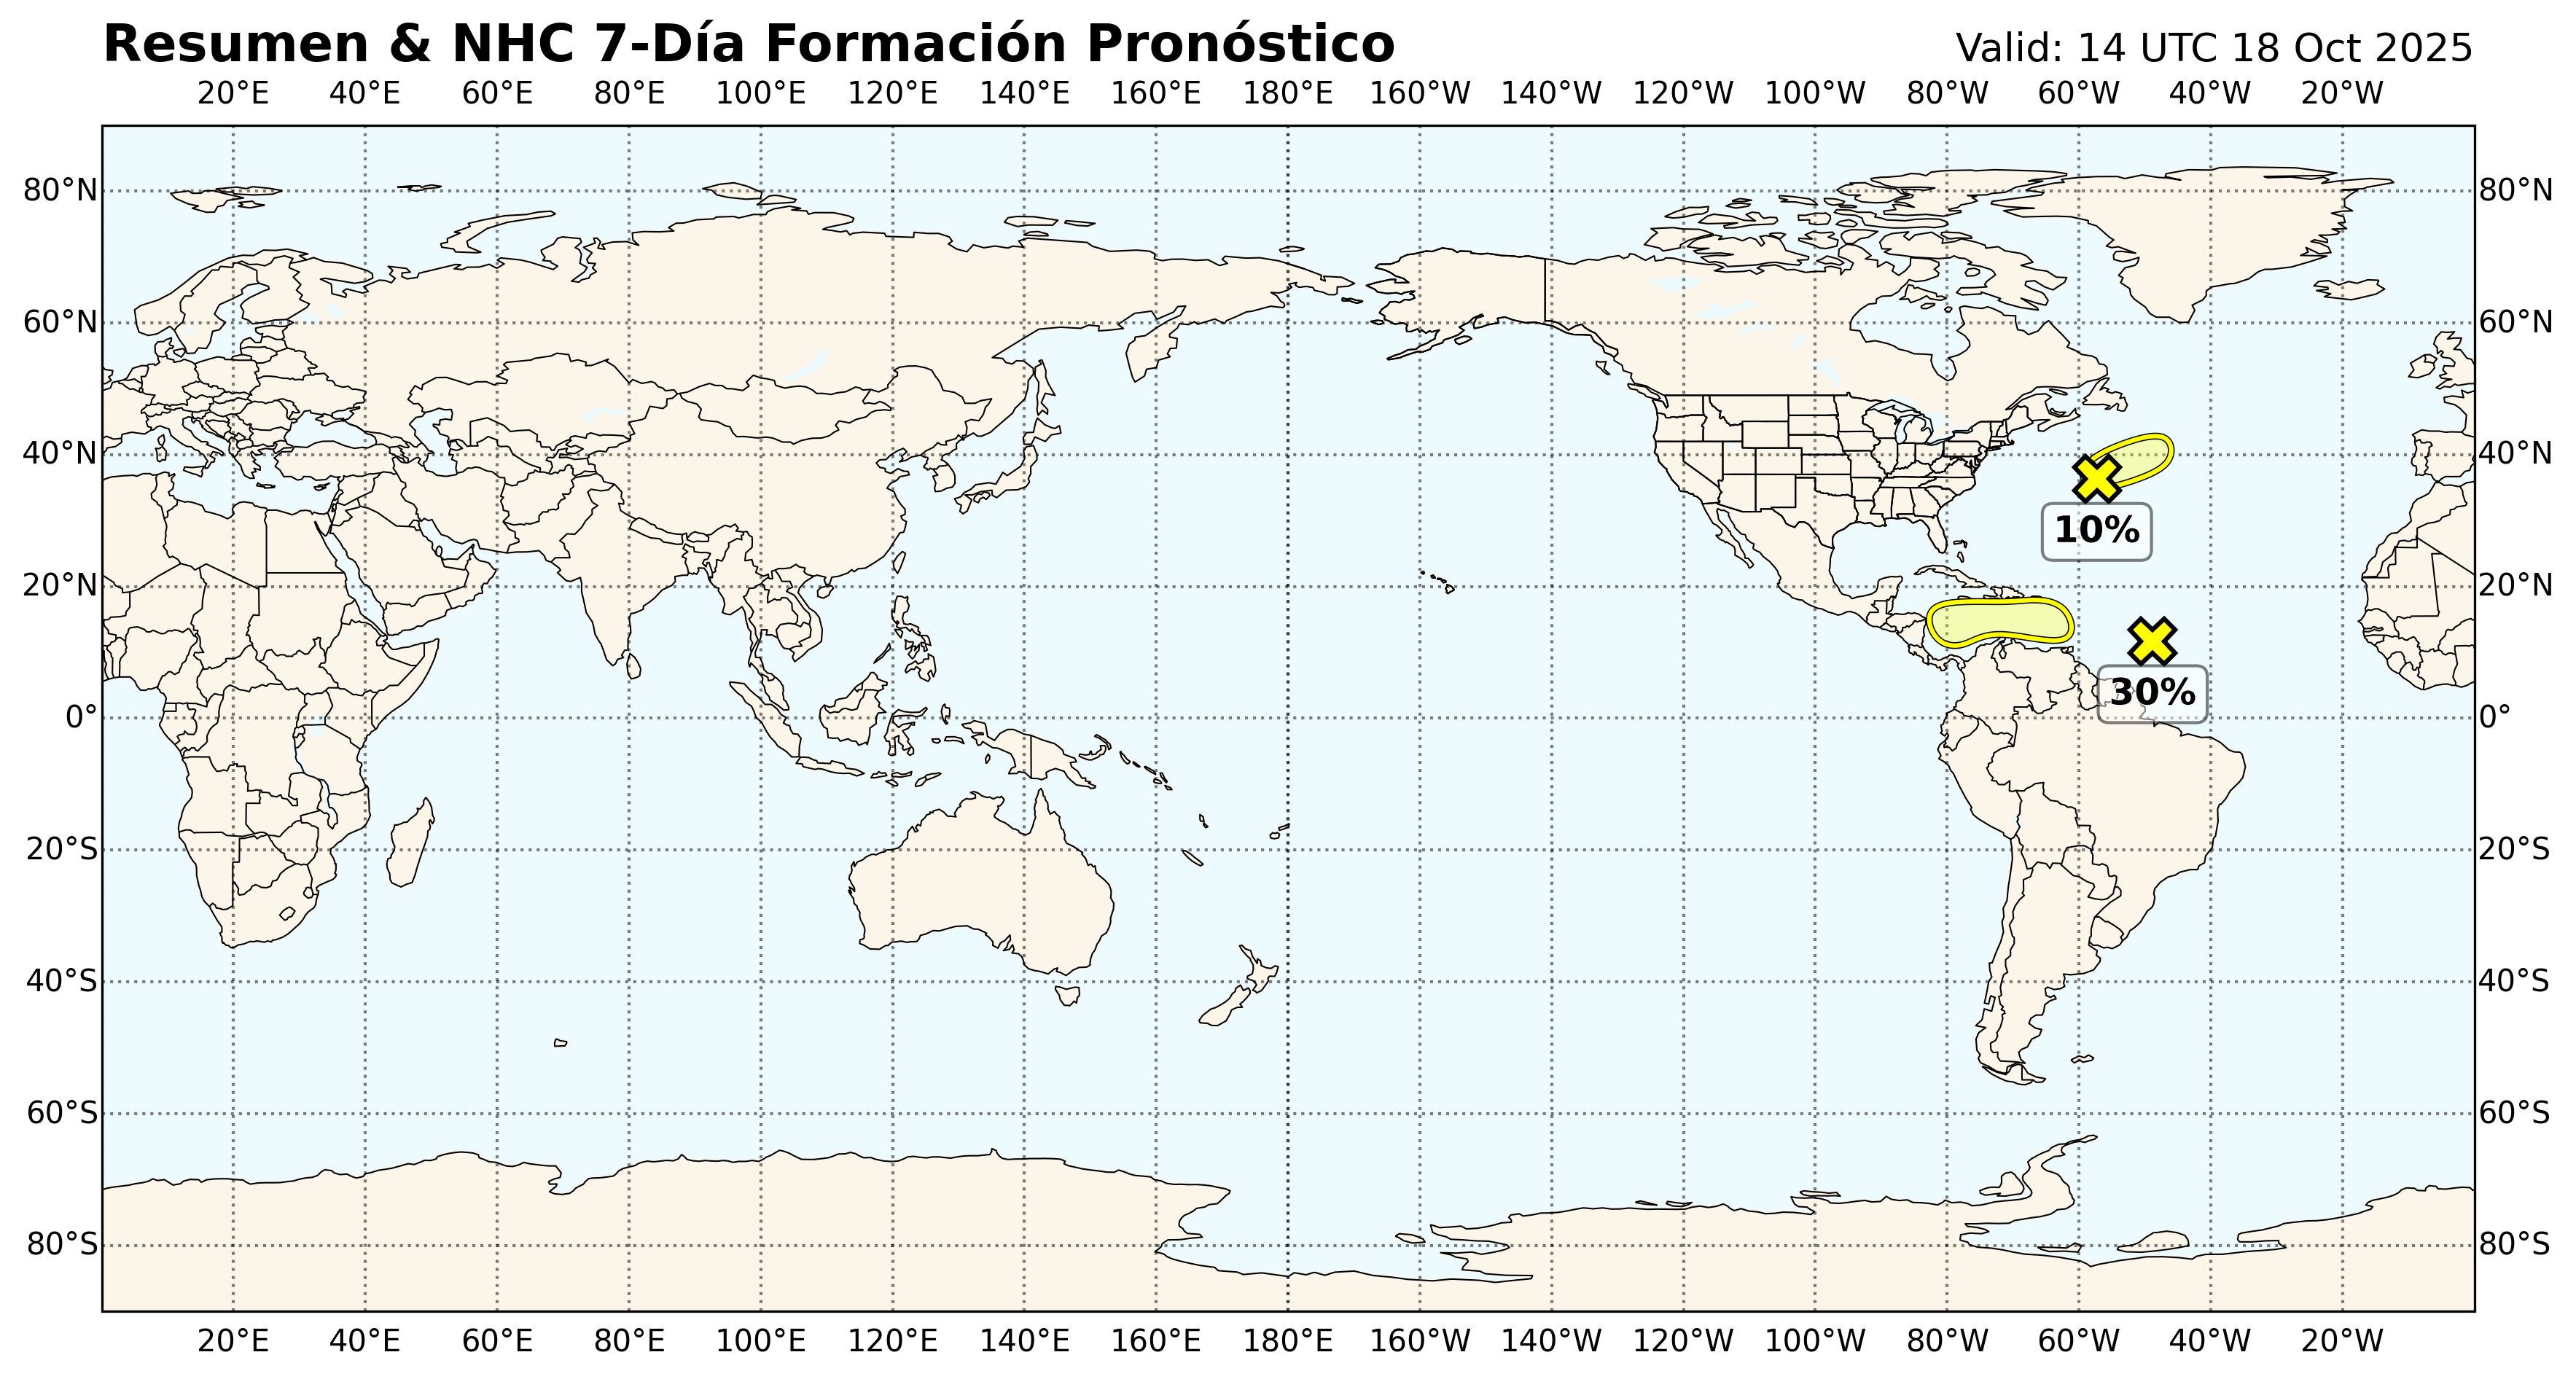 Resumen & NHC 7-Día Formación Pronóstico
Valid: 14 UTC 18 Oct 2025
20°E 40°E 60°E 80°E 100°E 120°E 140°E 160°E 180°E 160°W 140°W 120°W 100°W 80°W 60°W 40°W 20°W
80°N 80°N
60°N 60°N
40°N 40°N
10%
20°N 20°N
30%
0° 0°
20°S 20°S
40°S 40°S
60°S 60°S
80°S 80°S
20°E 40°E 60°E 80°E 100°E 120°E 140°E 160°E 180°E 160°W 140°W 120°W 100°W 80°W 60°W 40°W 20°W